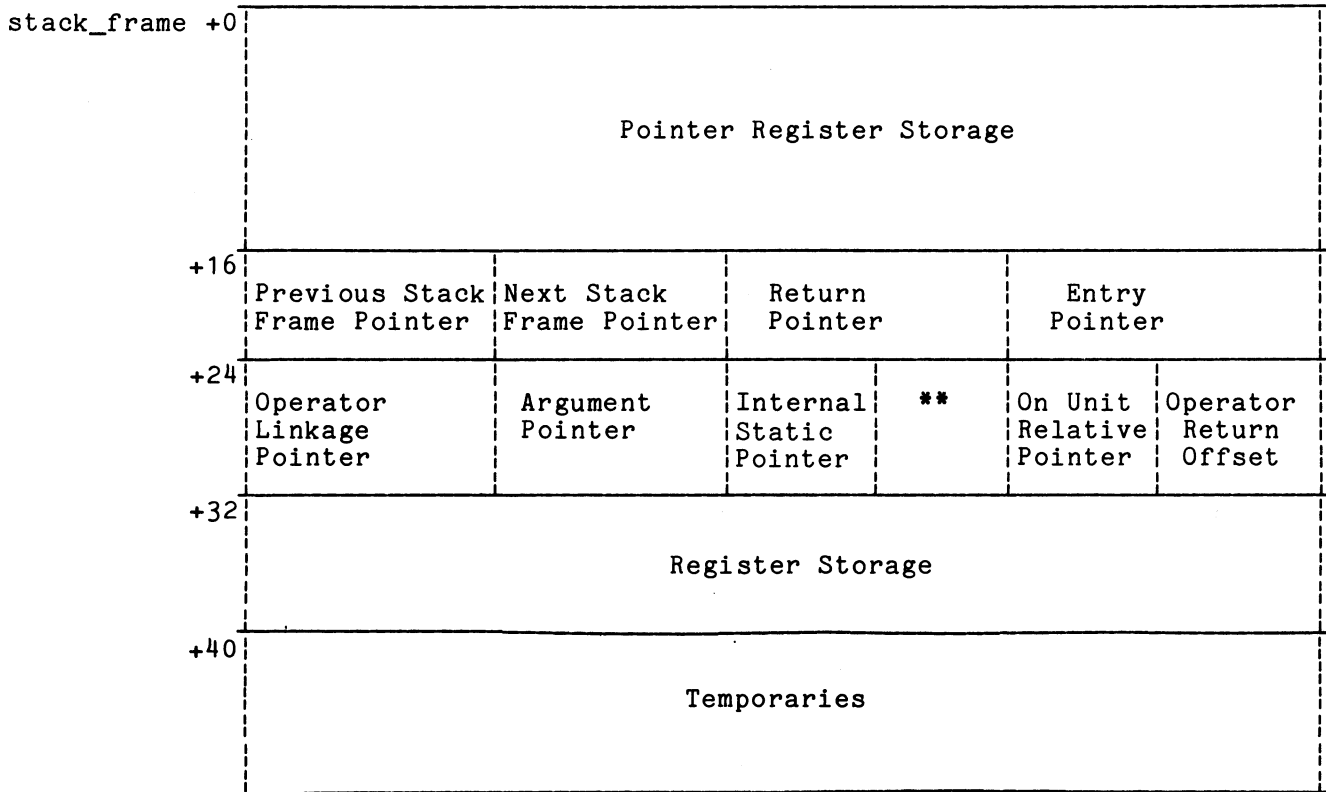 stack_frame +0
Pointer Register Storage
+16
Previous Stack Next Stack Return Entry
Frame Pointer Frame Pointer Pointer Pointer
+24
Operator Argument Internal ** On Unit Operator
Linkage Pointer Static Relative Return
Pointer Pointer Pointer Offset
+32
Register Storage
+40
Temporaries